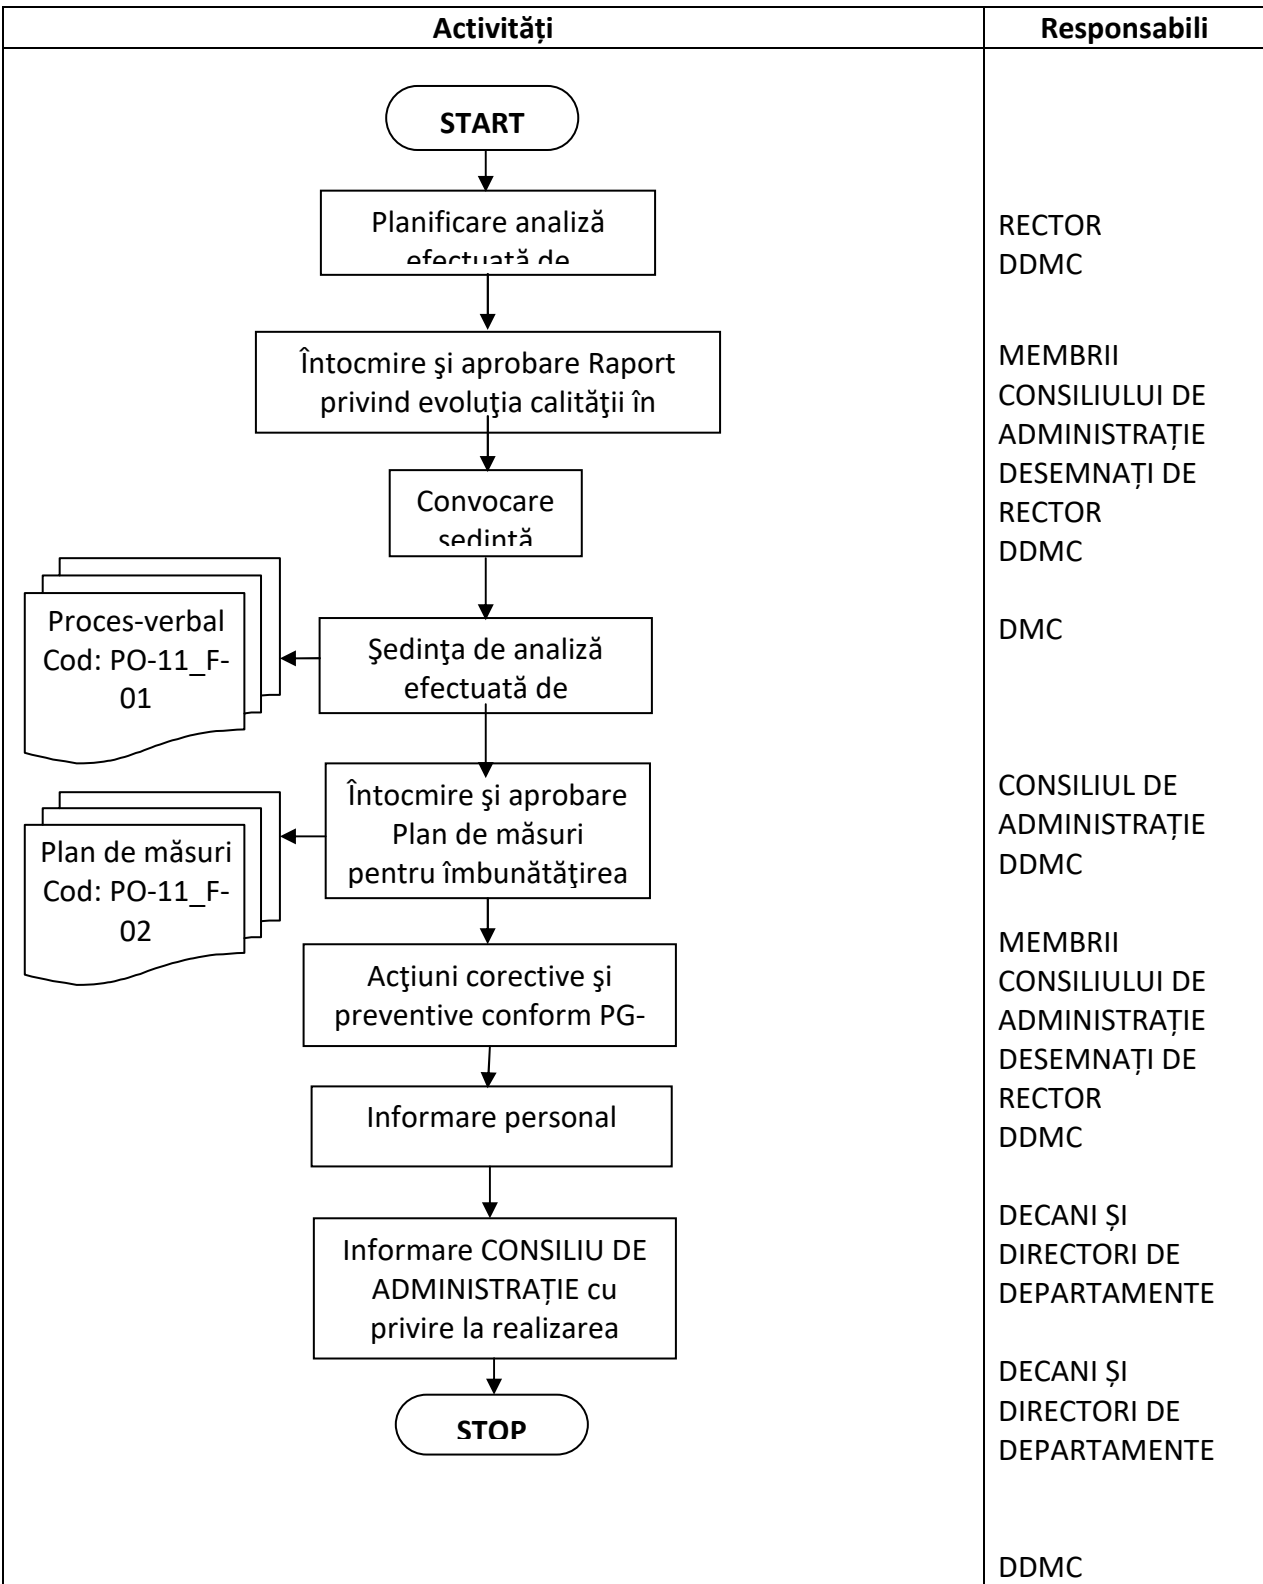 Activități
Responsabili
START
Planificare analiză
efectuată de
Întocmire şi aprobare Raport
privind evoluţia calităţii în
Convocare
şedinţă
Proces-verbal
Cod: PO-11_F-
01
Şedinţa de analiză
efectuată de
Plan de măsuri
Cod: PO-11_F-
02
Întocmire şi aprobare
Plan de măsuri
pentru îmbunătăţirea
Acţiuni corective şi
preventive conform PG-
Informare personal
Informare CONSILIU DE
ADMINISTRAȚIE cu
privire la realizarea
STOP
RECTOR
DDMC
MEMBRII
CONSILIULUI DE
ADMINISTRAȚIE
DESEMNAȚI DE
RECTOR
DDMC
DMC
CONSILIUL DE
ADMINISTRAȚIE
DDMC
MEMBRII
CONSILIULUI DE
ADMINISTRAȚIE
DESEMNAȚI DE
RECTOR
DDMC
DECANI ȘI
DIRECTORI DE
DEPARTAMENTE
DECANI ȘI
DIRECTORI DE
DEPARTAMENTE
DDMC